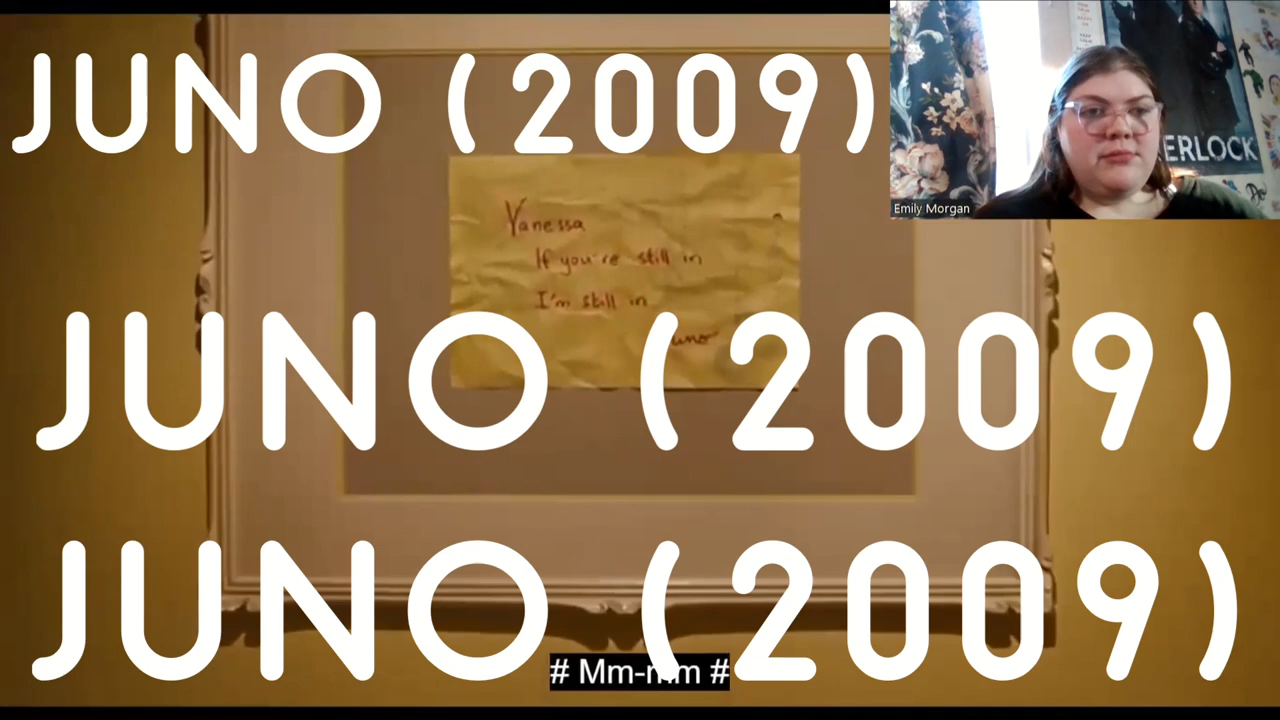 JUNO (2009)
ERLOCK
Emily Morgan
Vanessa
If you're still in
I'm still in
uno
JUNO (2009)
JUNO (2009)
# Mm-mm #